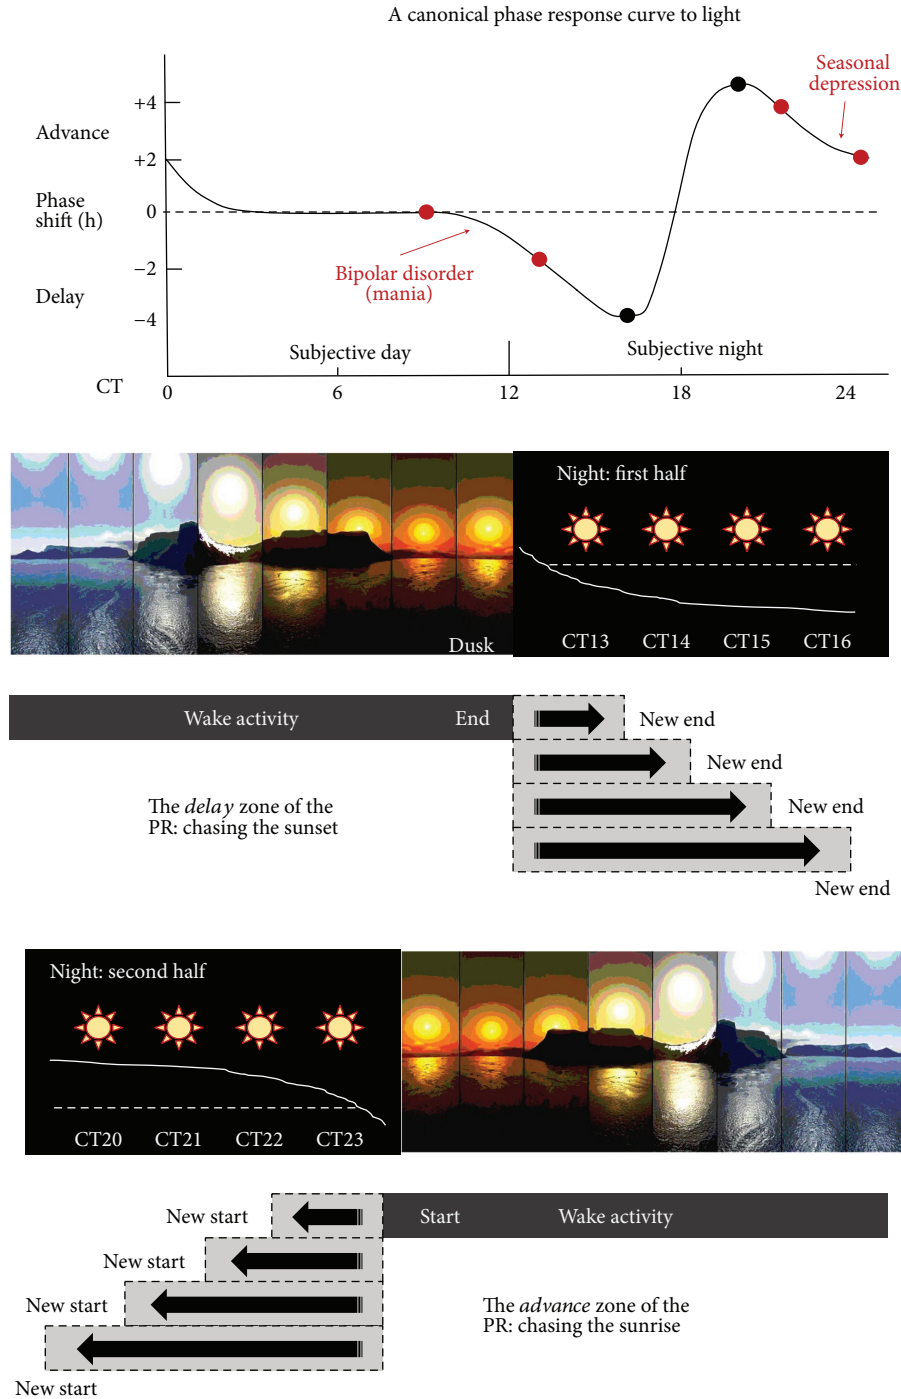 A canonical phase response curve to light
Seasonal
depression
+4
Advance
+2
Phase
shift (h)
0
−2
Bipolar disorder
(mania)
Delay
−4
Subjective day
Subjective night
CT
0
6
12
18
24
Night: first half
Dusk
CT13
CT14
CT15
CT16
Wake activity
End
New end
New end
New end
New end
The delay zone of the
PR: chasing the sunset
Night: second half
CT20
CT21
CT22
CT23
New start
Start
Wake activity
New start
New start
New start
The advance zone of the
PR: chasing the sunrise